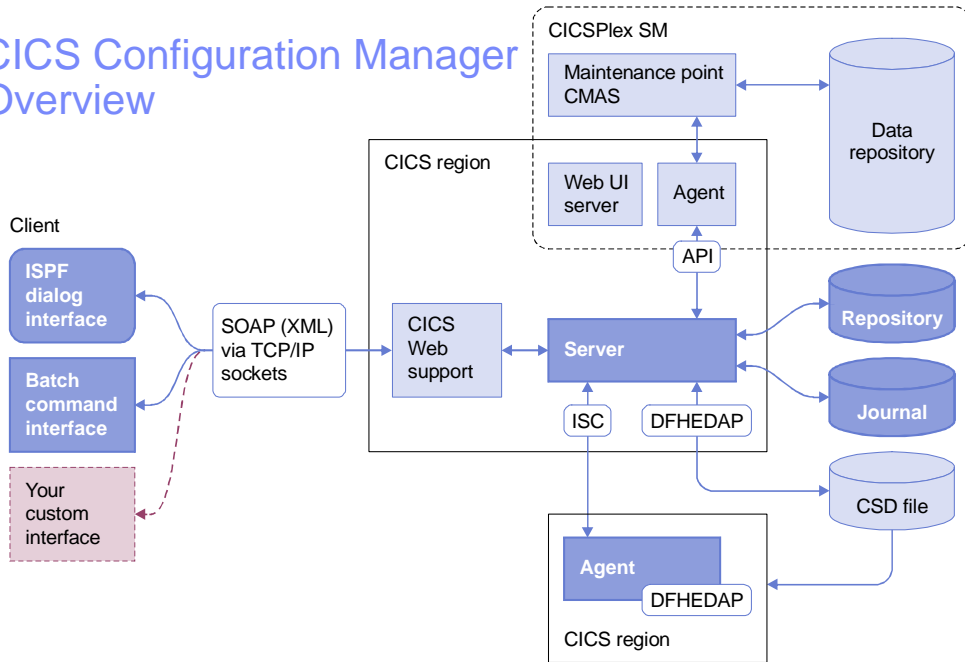 CICS Configuration Manager
Overview
CICSPlex SM
Maintenance point
CMAS
Data
repository
CICS region
Web UI
server
Agent
API
Client
ISPF
dialog
interface
SOAP (XML)
via TCP/IP
sockets
CICS
Web
support
Server
Repository
Batch
command
interface
Journal
ISC
DFHEDAP
Your
custom
interface
CSD file
Agent
DFHEDAP
CICS region